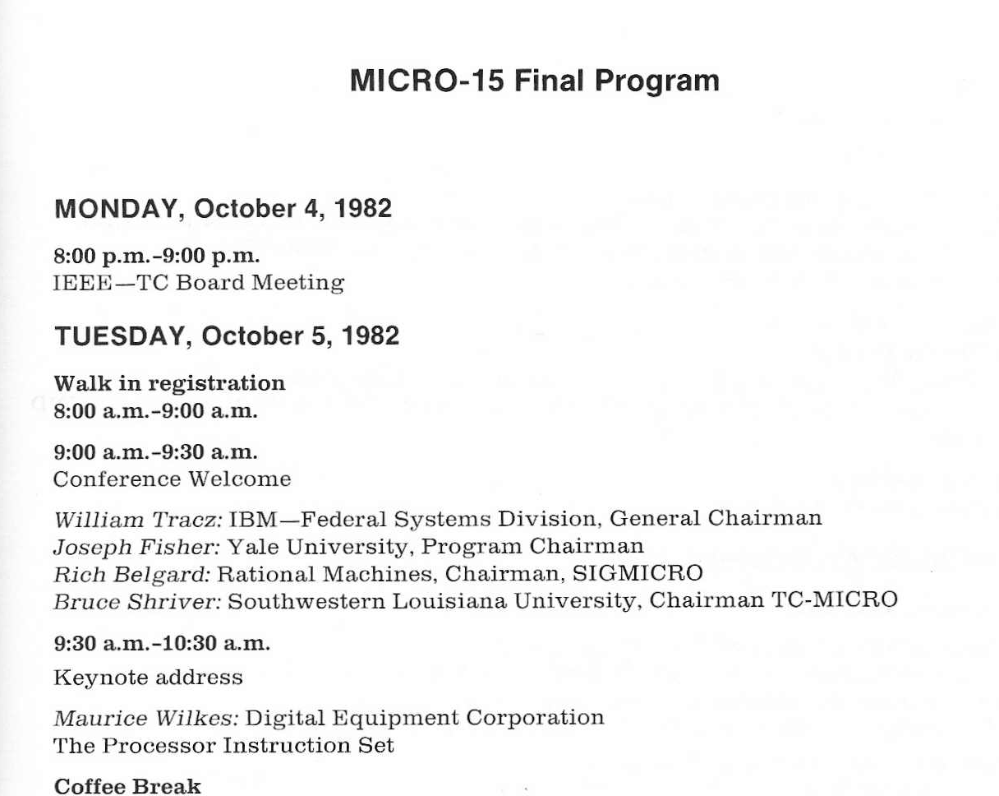 MICRO-15 Final Program
MONDAY, October 4, 1982
8:00 p.m.-9:00 p.m.
IEEE—TC Board Meeting
TUESDAY, October 5, 1982
Walk in registration
8:00 a.m.-9:00 a.m.
9:00 a.m.-9:30 a.m.
Conference Welcome
William Tracz: IBM—Federal Systems Division, General Chairman
Joseph Fisher: Yale University, Program Chairman
Rich Belgard: Rational Machines, Chairman, SIGMICRO
Bruce Shriver: Southwestern Louisiana University, Chairman TC-MICRO
9:30 a.m.-10:30 a.m.
Keynote address
Maurice Wilkes: Digital Equipment Corporation
The Processor Instruction Set
Coffee Break